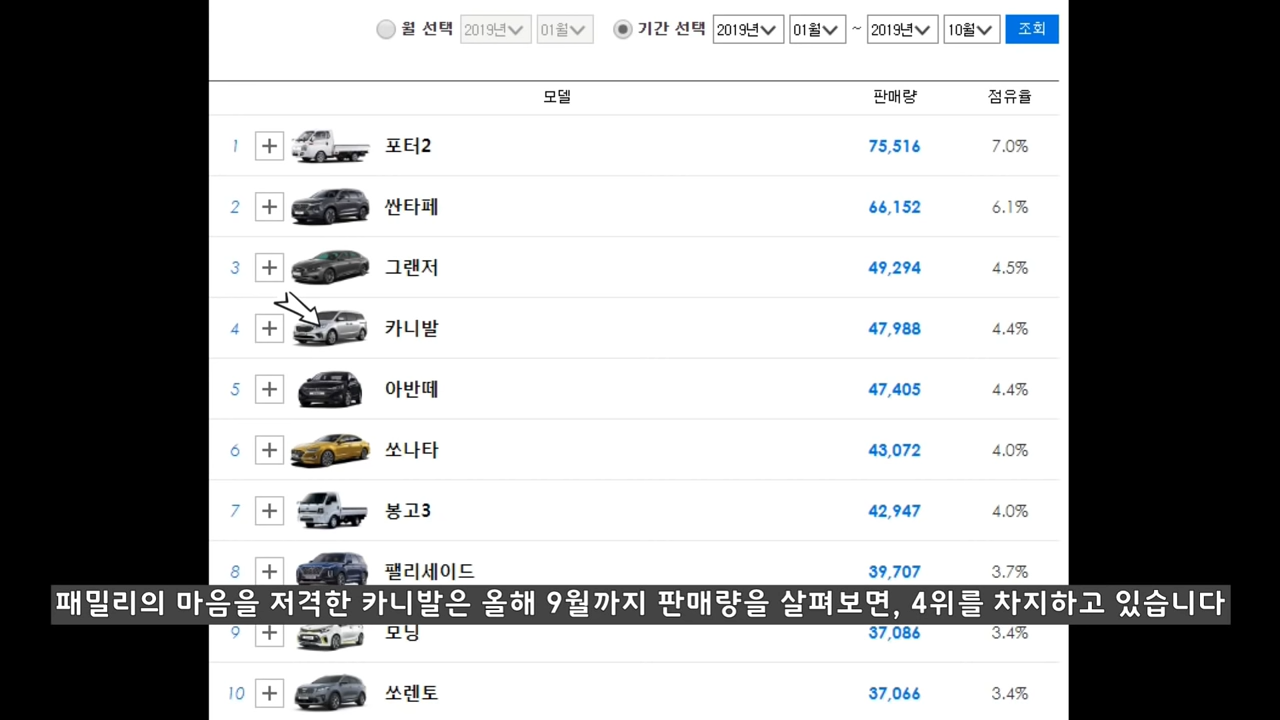 월 선택 2019년 01월 기간 선택 2019년 01월 ~ 2019년 10월 조회
모델 판매량 점유율
1 + 포터2 75,516 7.0%
2 + 싼타페 66,152 6.1%
3 + 그랜저 49,294 4.5%
4 + 카니발 47,988 4.4%
5 + 아반떼 47,405 4.4%
6 + 쏘나타 43,072 4.0%
7 + 봉고3 42,947 4.0%
8 + 팰리세이드 39,707 3.7%
패밀리의 마음을 저격한 카니발은 올해 9월까지 판매량을 살펴보면, 4위를 차지하고 있습니다
9 + 모닝 37,086 3.4%
10 + 쏘렌토 37,066 3.4%